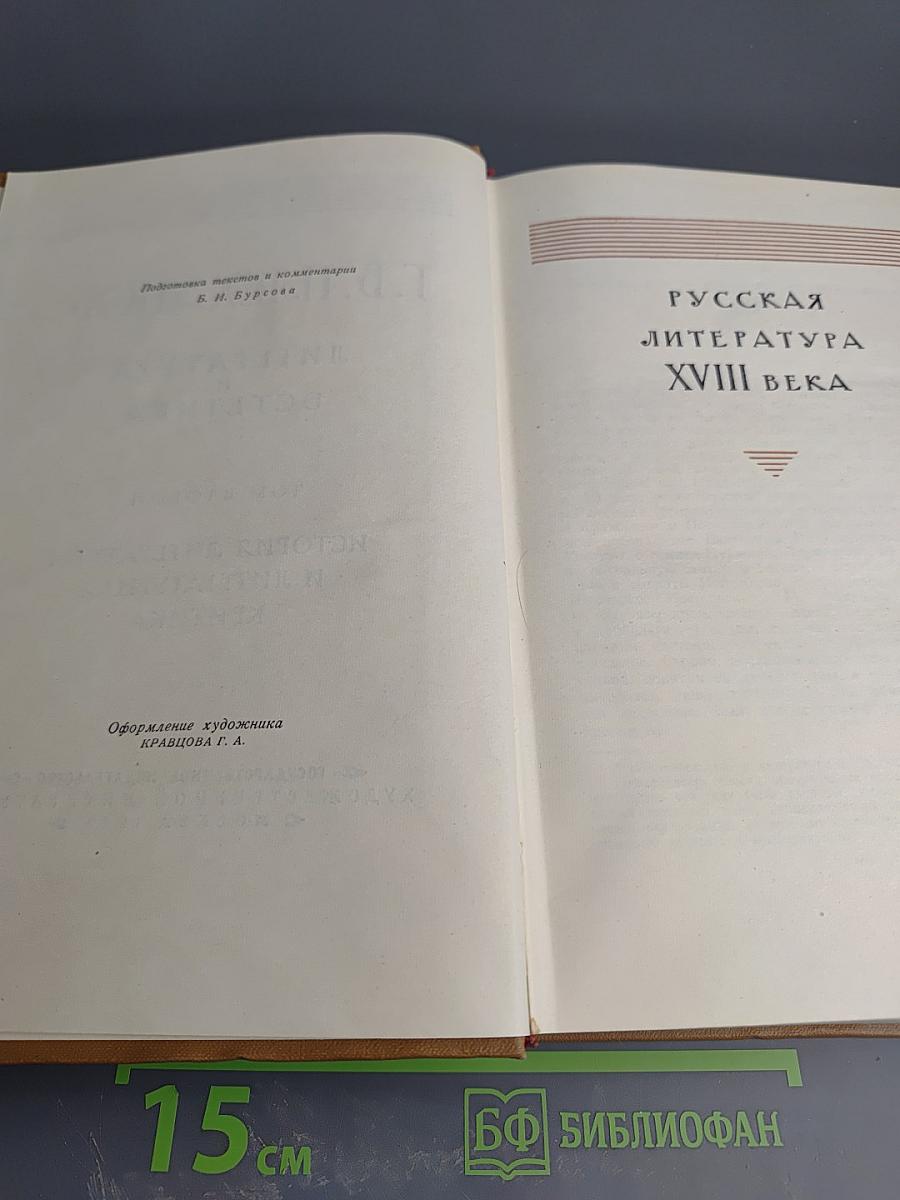 Подготовка текстов и комментарии
Б. И. Бурсова
Оформление художника
КРАВЦОВА Г. А.
РУССКАЯ
ЛИТЕРАТУРА
XVIII ВЕКА
15 см
БФ БИБЛИОФАН